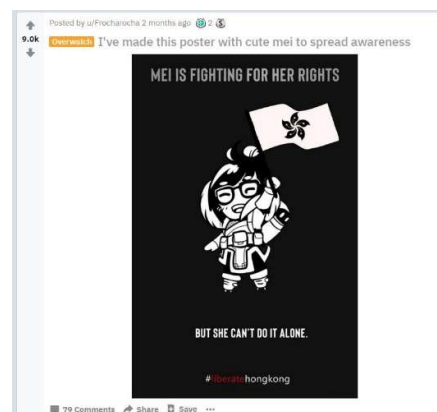 Posted by u/Frocharocha 2 months ago 2
9.0k
Overwatch I've made this poster with cute mei to spread awareness
MEI IS FIGHTING FOR HER RIGHTS
BUT SHE CAN'T DO IT ALONE.
#liberatehongkong
79 Comments Share Save ...